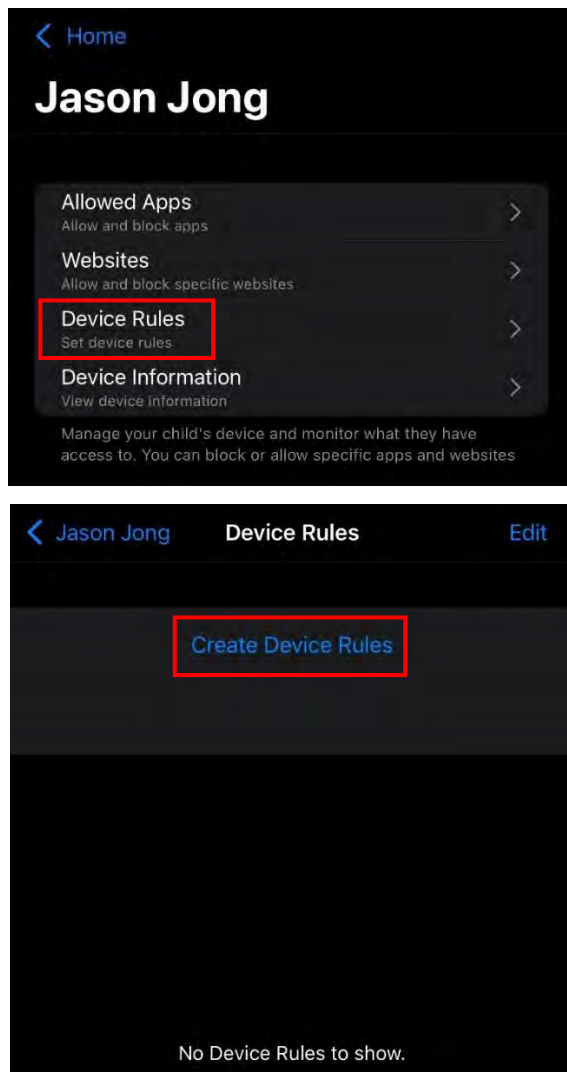 Home
Jason Jong
Allowed Apps
Allow and block apps
Websites
Allow and block specific websites
Device Rules
Set device rules
Device Information
View device information
Manage your child's device and monitor what they have
access to. You can block or allow specific apps and websites
Jason Jong Device Rules Edit
Create Device Rules
No Device Rules to show.